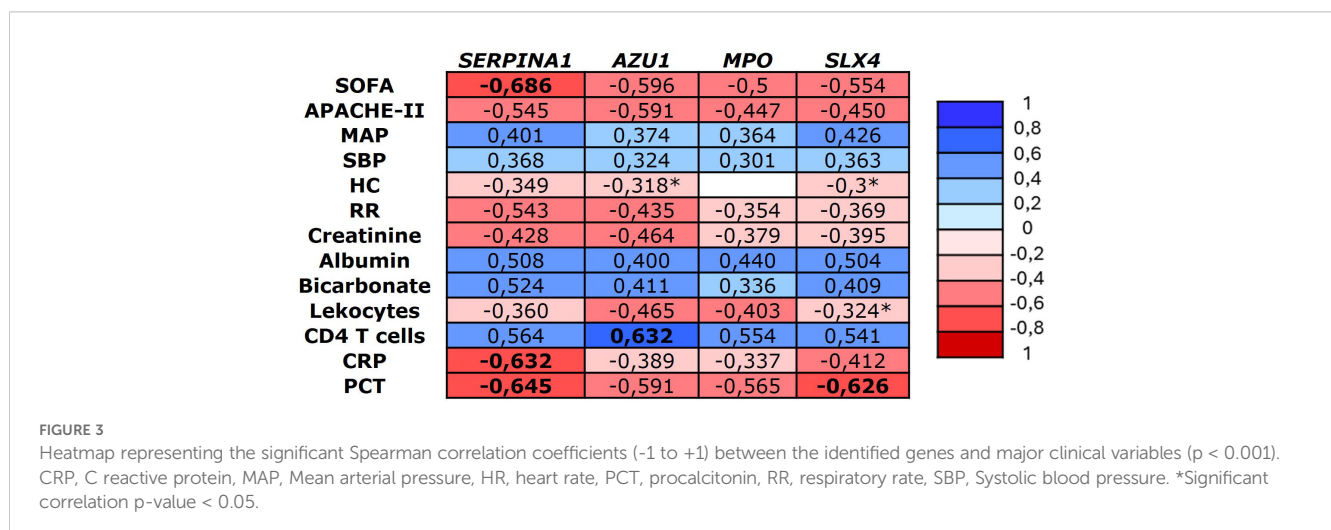 SERPINA1 AZU1 MPO SLX4
SOFA -0,686 -0,596 -0,5 -0,554
APACHE-II -0,545 -0,591 -0,447 -0,450
MAP 0,401 0,374 0,364 0,426
SBP 0,368 0,324 0,301 0,363
HC -0,349 -0,318* -0,3*
RR -0,543 -0,435 -0,354 -0,369
Creatinine -0,428 -0,464 -0,379 -0,395
Albumin 0,508 0,400 0,440 0,504
Bicarbonate 0,524 0,411 0,336 0,409
Lekocytes -0,360 -0,465 -0,403 -0,324*
CD4 T cells 0,564 0,632 0,554 0,541
CRP -0,632 -0,389 -0,337 -0,412
PCT -0,645 -0,591 -0,565 -0,626
1
0,8
0,6
0,4
0,2
0
-0,2
-0,4
-0,6
-0,8
1
FIGURE 3
Heatmap representing the significant Spearman correlation coefficients (-1 to +1) between the identified genes and major clinical variables (p < 0.001).
CRP, C reactive protein, MAP, Mean arterial pressure, HR, heart rate, PCT, procalcitonin, RR, respiratory rate, SBP, Systolic blood pressure. *Significant
correlation p-value < 0.05.